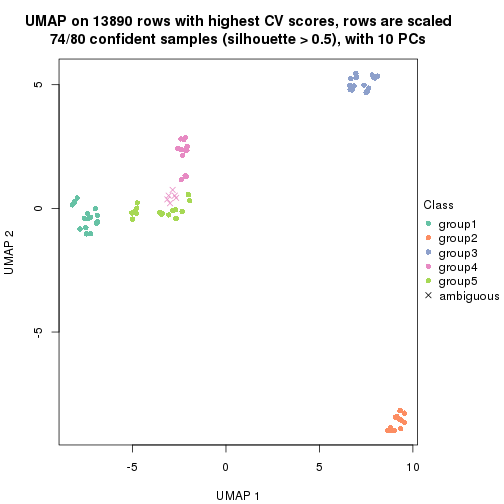 UMAP on 13890 rows with highest CV scores, rows are scaled
74/80 confident samples (silhouette > 0.5), with 10 PCs
5
0
-5
UMAP 2
-5
0
5
10
UMAP 1
Class
group1
group2
group3
group4
group5
ambiguous